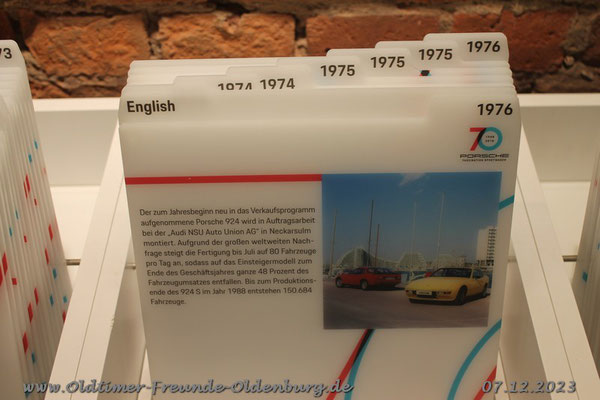 73
1976
1975
1975
1975
1974
1974
English
1976
70
PORSCHE
Der zum Jahresbeginn neu in das Verkaufsprogramm
aufgenommene Porsche 924 wird in Auftragsarbeit
bei der „Audi NSU Auto Union AG" in Neckarsulm
montiert. Aufgrund der großen weltweiten Nach-
frage steigt die Fertigung bis Juli auf 80 Fahrzeuge
pro Tag an, sodass auf das Einsteigermodell zum
Ende des Geschäftsjahres ganze 48 Prozent des
Fahrzeugumsatzes entfallen. Bis zum Produktions-
ende des 924 S im Jahr 1988 entstehen 150.684
Fahrzeuge.
www.Oldtimer-Freunde-Oldenburg.de
07.12.2023